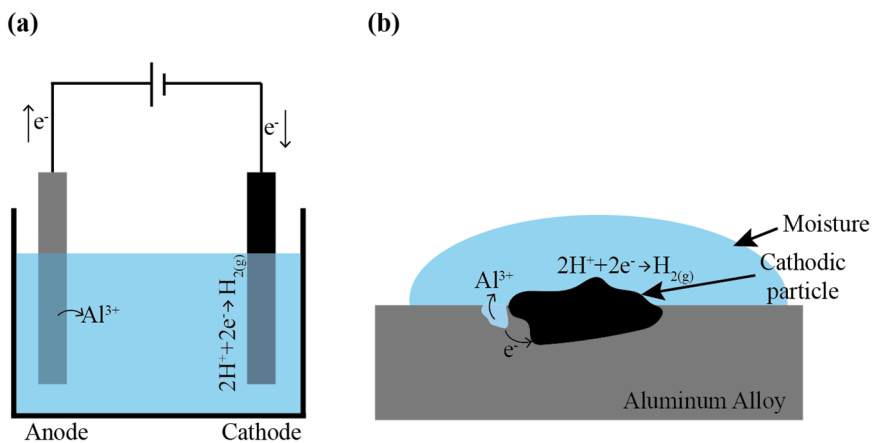 (a)
(b)
e⁻
e⁻
Al³⁺
2H⁺+2e⁻→H₂(g)
Anode
Cathode
Moisture
2H⁺+2e⁻→H₂(g)
Cathodic
particle
Al³⁺
e⁻
Aluminum Alloy